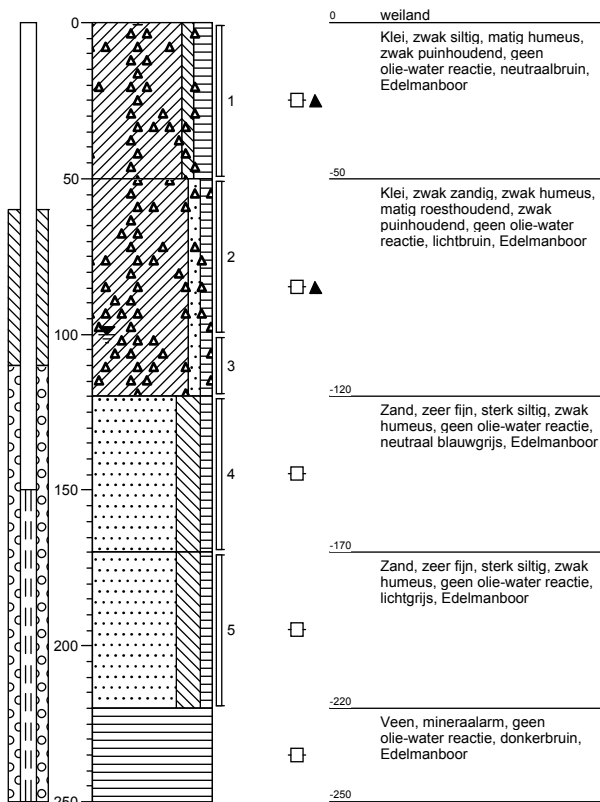 0
50
100
150
200
250
1
2
3
4
5
0
weiland
Klei, zwak siltig, matig humeus,
zwak puinhoudend, geen
olie-water reactie, neutraalbruin,
Edelmanboor
-50
Klei, zwak zandig, zwak humeus,
matig roesthoudend, zwak
puinhoudend, geen olie-water
reactie, lichtbruin, Edelmanboor
-120
Zand, zeer fijn, sterk siltig, zwak
humeus, geen olie-water reactie,
neutraal blauwgrijs, Edelmanboor
-170
Zand, zeer fijn, sterk siltig, zwak
humeus, geen olie-water reactie,
lichtgrijs, Edelmanboor
-220
Veen, mineraalarm, geen
olie-water reactie, donkerbruin,
Edelmanboor
-250